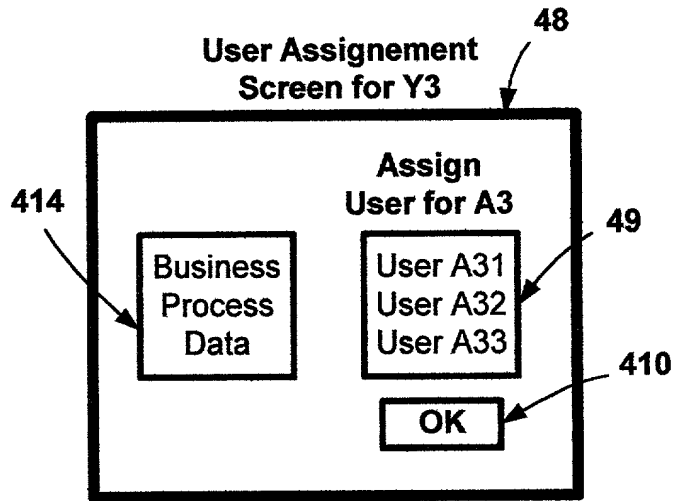 48
User Assignement
Screen for Y3
Assign
User for A3
414
49
Business
Process
Data
User A31
User A32
User A33
410
OK